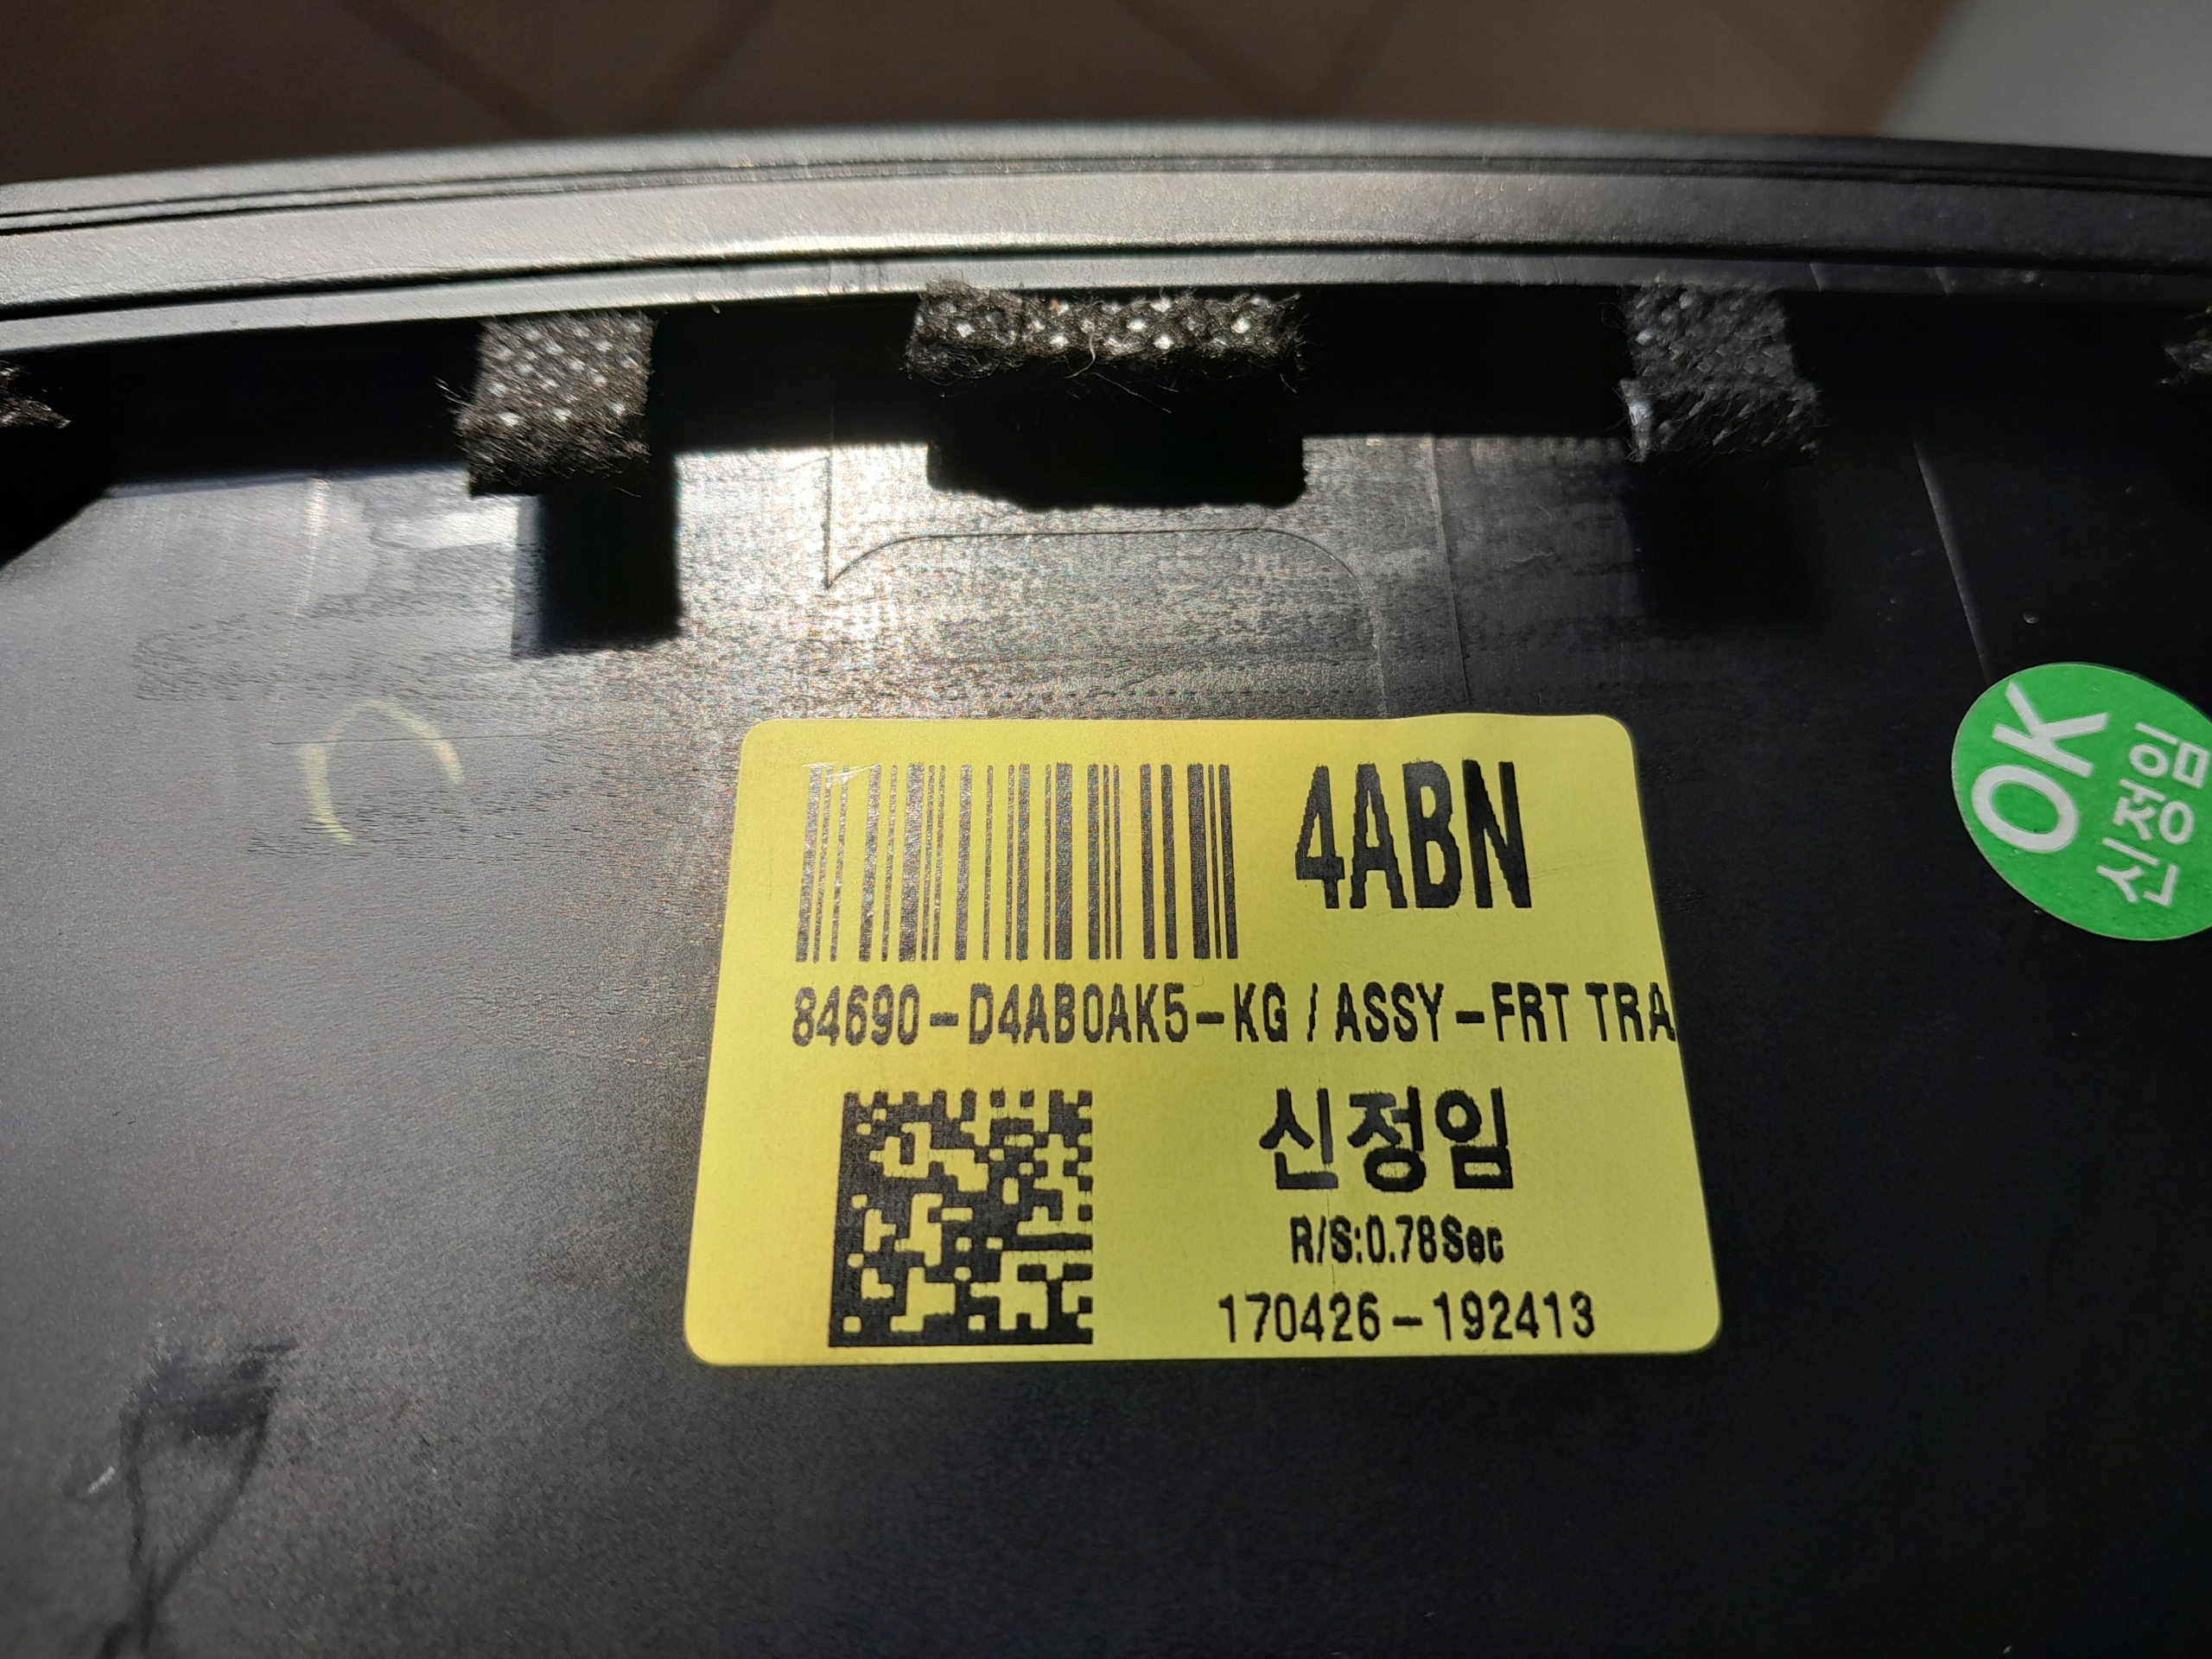 4ABN
84690-D4AB0AK5-KG / ASSY-FRT TRA
신정임
R/S:0.78Sec
170426-192413
OK
신정임